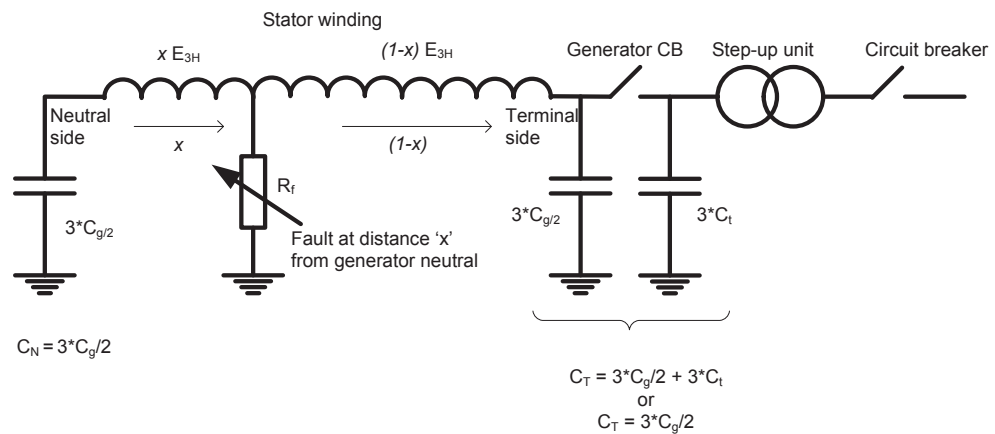 Stator winding
x E3H
(1-x) E3H
Generator CB
Step-up unit
Circuit breaker
Neutral
side
x
(1-x)
Terminal
side
Rf
3*Cg/2
3*Cg/2
3*Ct
Fault at distance ‘x’
from generator neutral
CN = 3*Cg/2
CT = 3*Cg/2 + 3*Ct
or
CT = 3*Cg/2